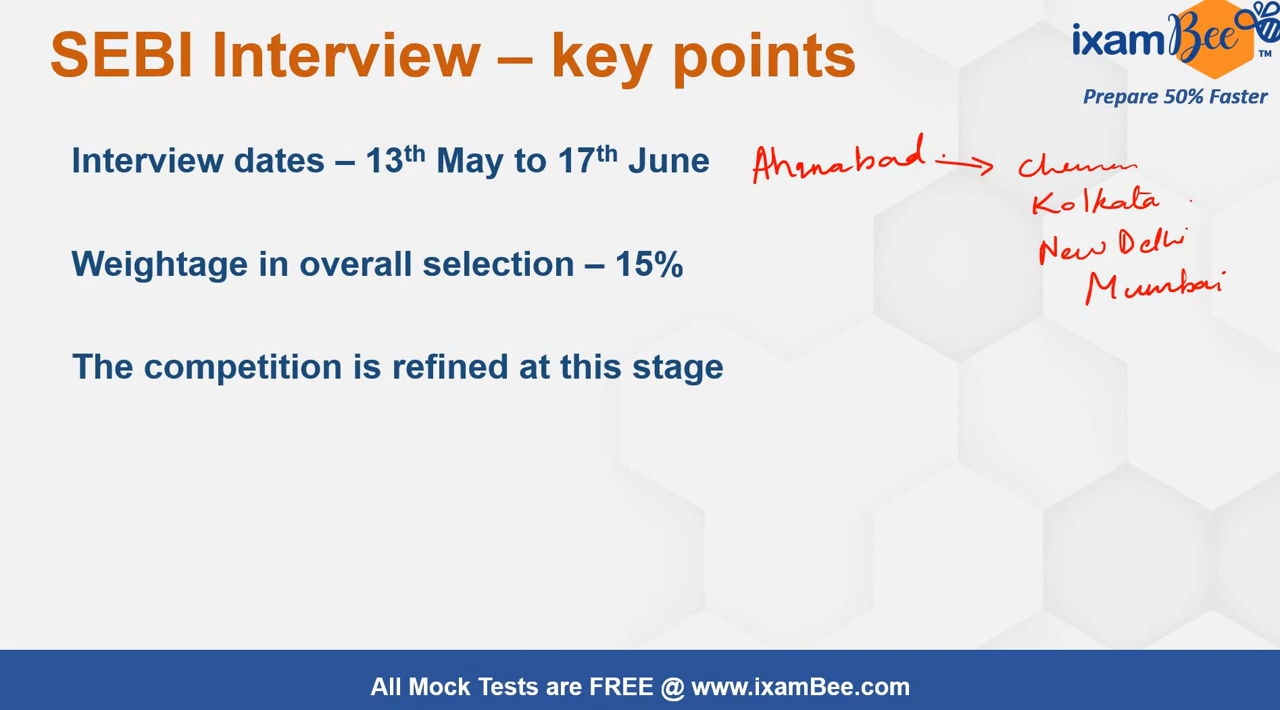 SEBI Interview – key points
ixamBee™
Prepare 50% Faster
Interview dates – 13th May to 17th June
Kolkata
New Delhi
Mumbai
Weightage in overall selection – 15%
The competition is refined at this stage
All Mock Tests are FREE @ www.ixamBee.com